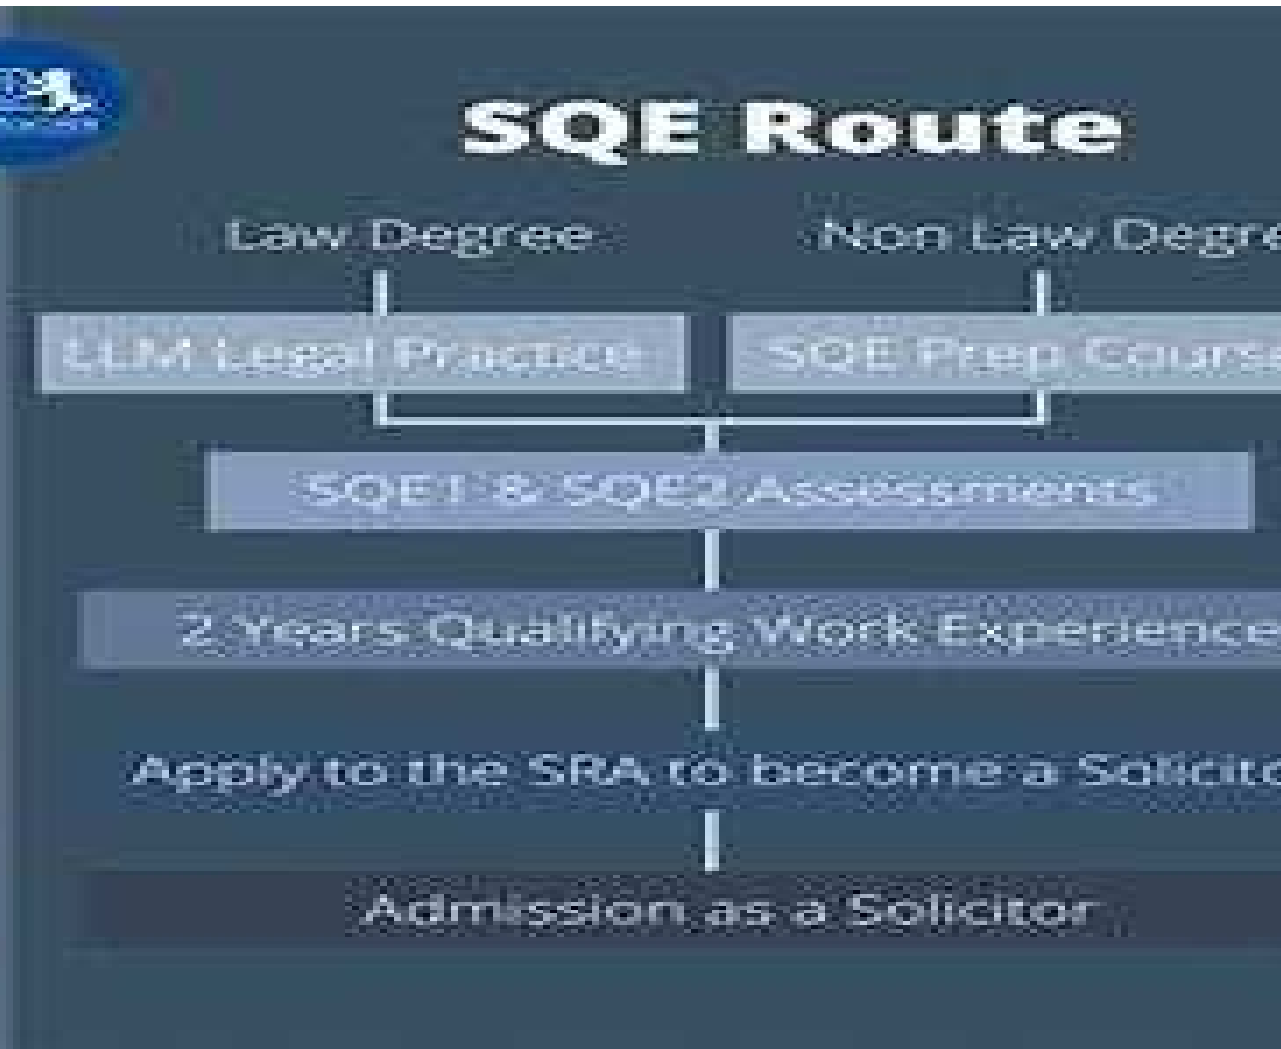 SQE Route
Law Degree
Non Law Degre
LLM Legal Practice
SQE Prep Course
SQE1 & SQE2 Assessments
2 Years Qualifying Work Experience
Apply to the SRA to become a Solicito
Admission as a Solicitor